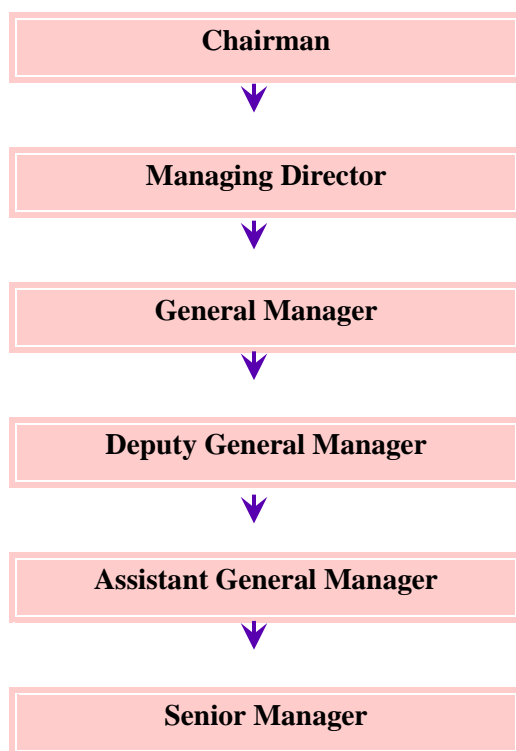 Chairman
Managing Director
General Manager
Deputy General Manager
Assistant General Manager
Senior Manager